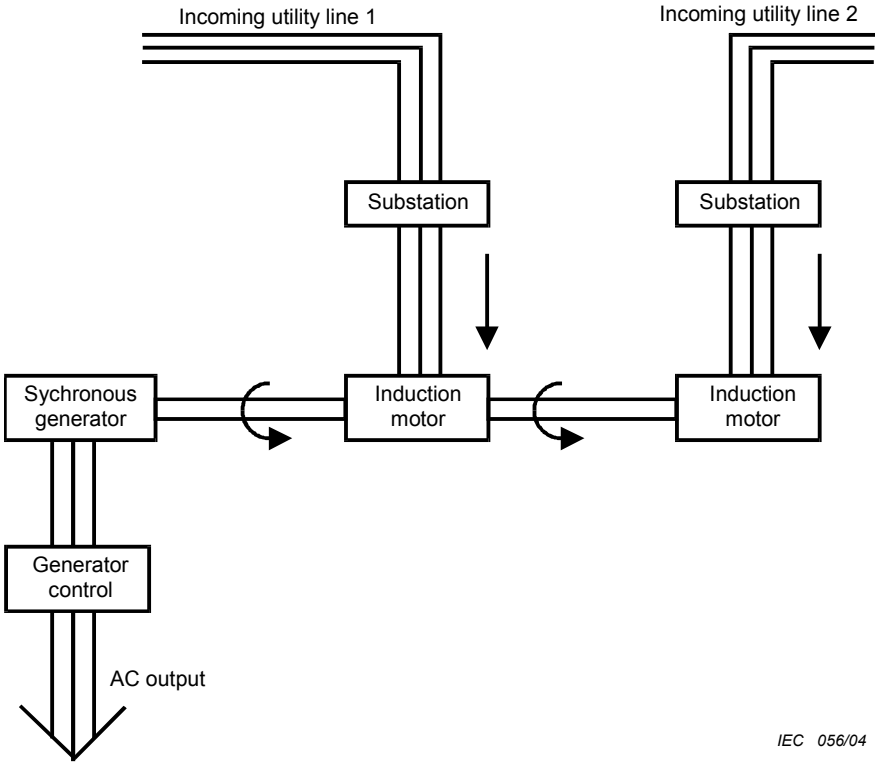 Incoming utility line 1
Incoming utility line 2
Substation
Substation
Sychronous
generator
Induction
motor
Induction
motor
Generator
control
AC output
IEC 056/04